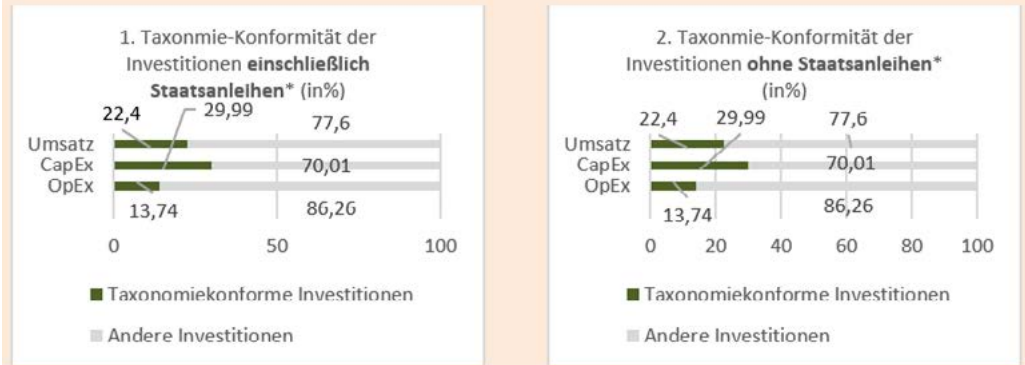 1. Taxonmie-Konformität der
Investitionen einschließlich
Staatsanleihen* (in%)
22,4
29,99
77,6
Umsatz
CapEx
70,01
OpEx
13,74
86,26
0
50
100
Taxonomiekonforme Investitionen
Andere Investitionen
2. Taxonmie-Konformität der
Investitionen ohne Staatsanleihen*
(in%)
22,4
29,99
77,6
Umsatz
CapEx
70,01
OpEx
13,74
86,26
0
20
40
60
80
100
Taxonomiekonforme Investitionen
Andere Investitionen